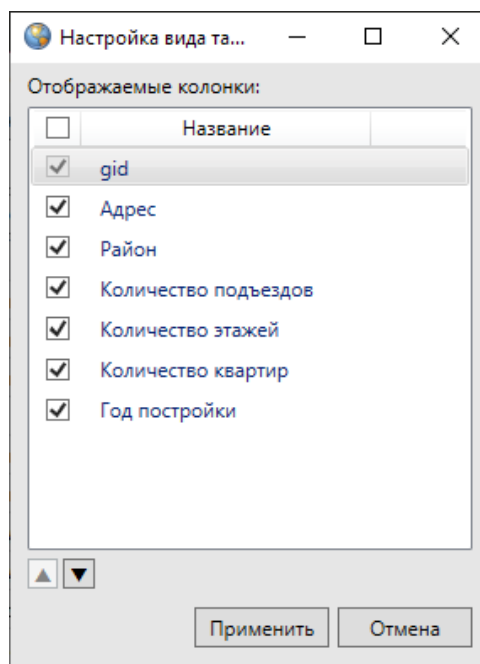 Настройка вида та...
Отображаемые колонки:
Название
gid
Адрес
Район
Количество подъездов
Количество этажей
Количество квартир
Год постройки
Применить
Отмена